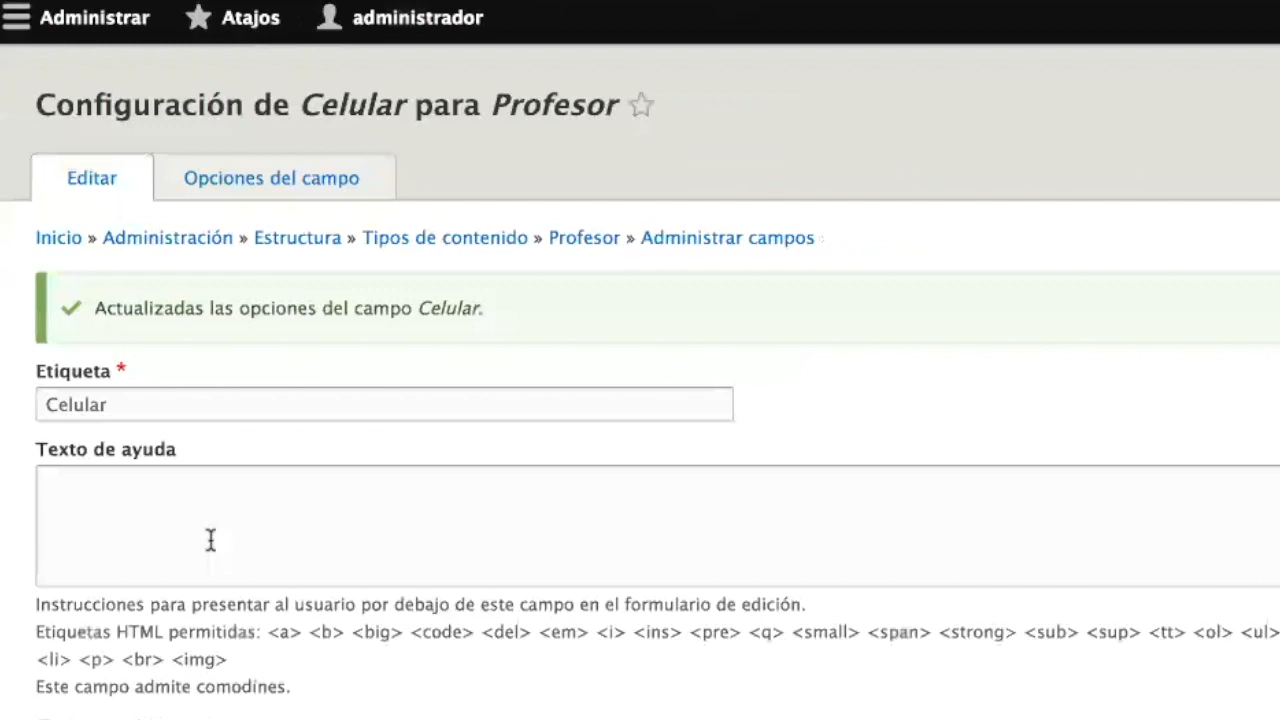 Administrar Atajos administrador
Configuración de Celular para Profesor
Editar Opciones del campo
Inicio » Administración » Estructura » Tipos de contenido » Profesor » Administrar campos
Actualizadas las opciones del campo Celular.
Etiqueta *
Celular
Texto de ayuda
Instrucciones para presentar al usuario por debajo de este campo en el formulario de edición.
Etiquetas HTML permitidas: <a> <b> <big> <code> <del> <em> <i> <ins> <pre> <q> <small> <span> <strong> <sub> <sup> <tt> <ol> <ul>
<li> <p> <br> <img>
Este campo admite comodines.